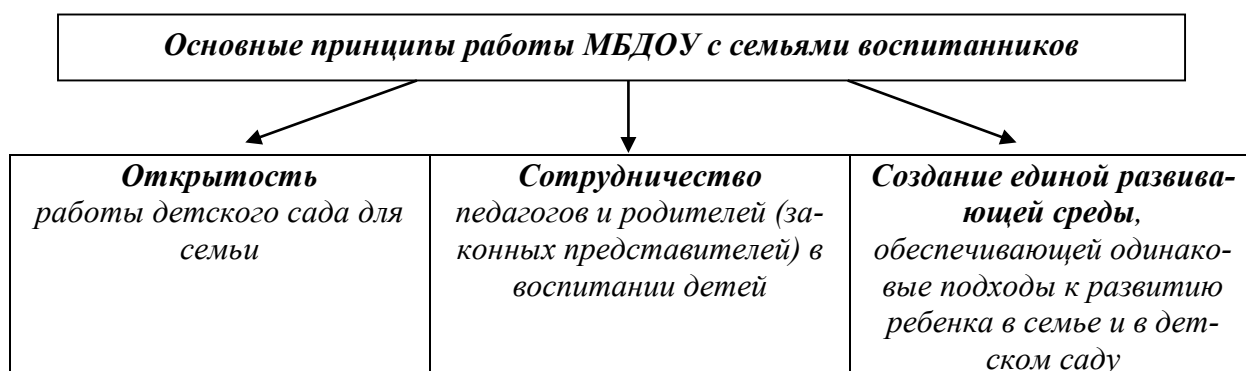 Основные принципы работы МБДОУ с семьями воспитанников
Открытость
работы детского сада для
семьи
Сотрудничество
педагогов и родителей (за-
конных представителей) в
воспитании детей
Создание единой развива-
ющей среды,
обеспечивающей одинако-
вые подходы к развитию
ребенка в семье и в дет-
ском саду